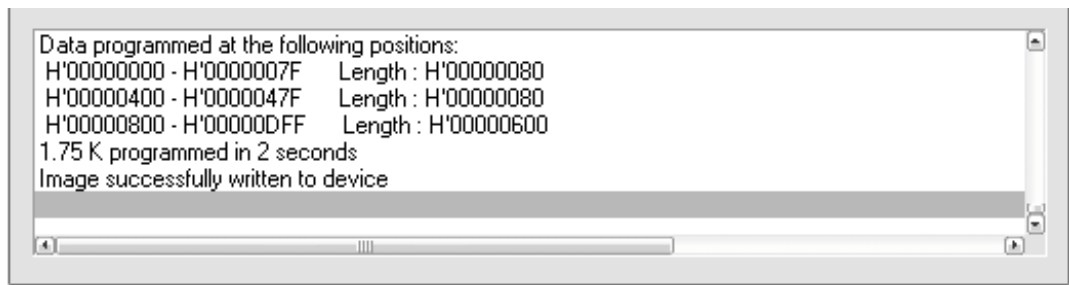 Data programmed at the following positions:
H'00000000 - H'0000007F Length : H'00000080
H'00000400 - H'0000047F Length : H'00000080
H'00000800 - H'00000DFF Length : H'00000600
1.75 K programmed in 2 seconds
Image successfully written to device